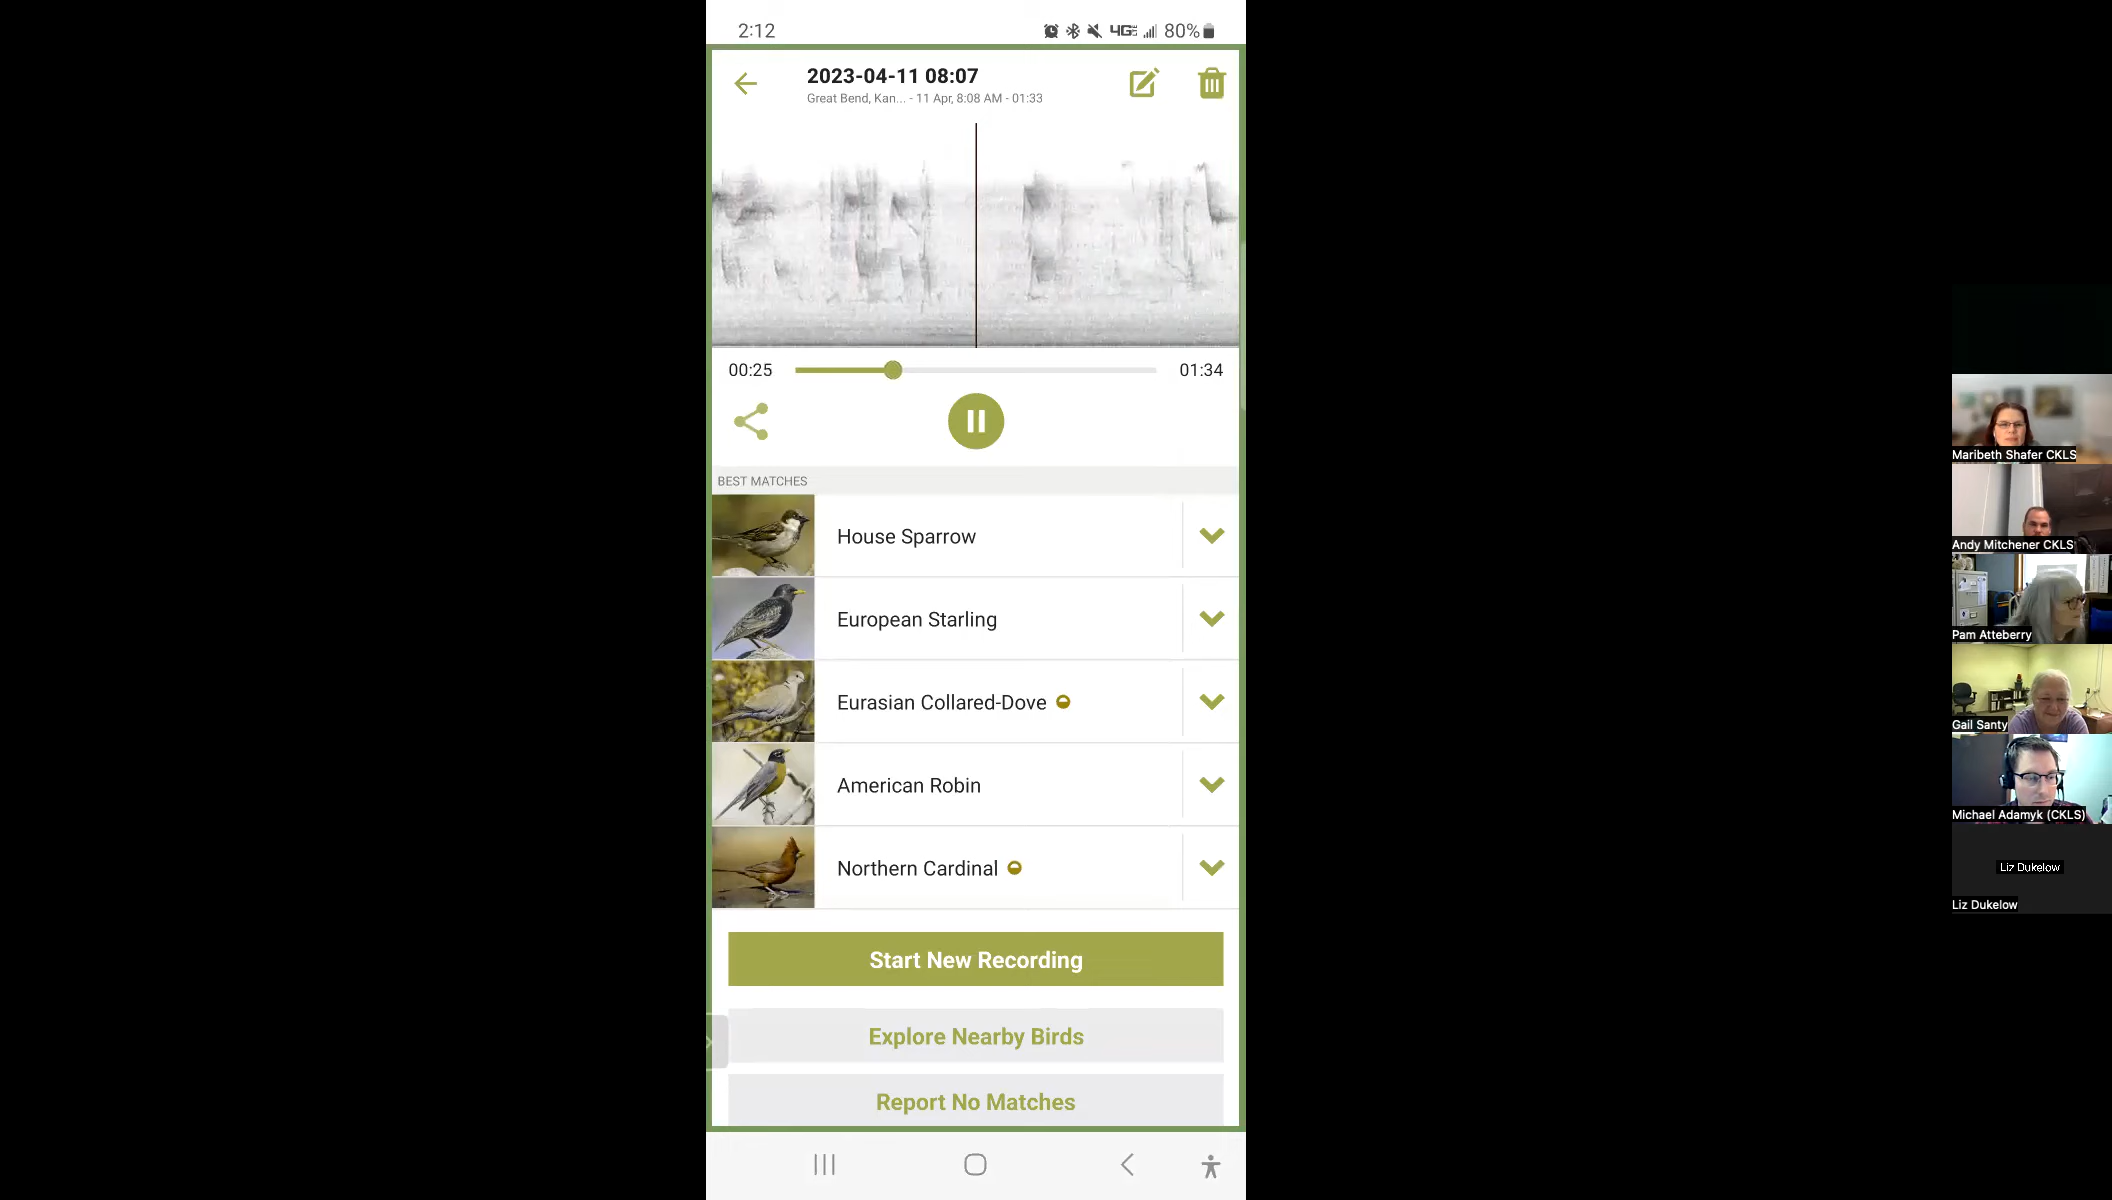 2:12
4G 80%
2023-04-11 08:07
Great Bend, Kan... - 11 Apr, 8:08 AM - 01:33
00:25
01:34
BEST MATCHES
House Sparrow
European Starling
Eurasian Collared-Dove
American Robin
Northern Cardinal
Start New Recording
Explore Nearby Birds
Report No Matches
Maribeth Shafer CKLS
Andy Mitchener CKLS
Pam Atteberry
Gail Santy
Michael Adamyk (CKLS)
Liz Dukelow
Liz Dukelow